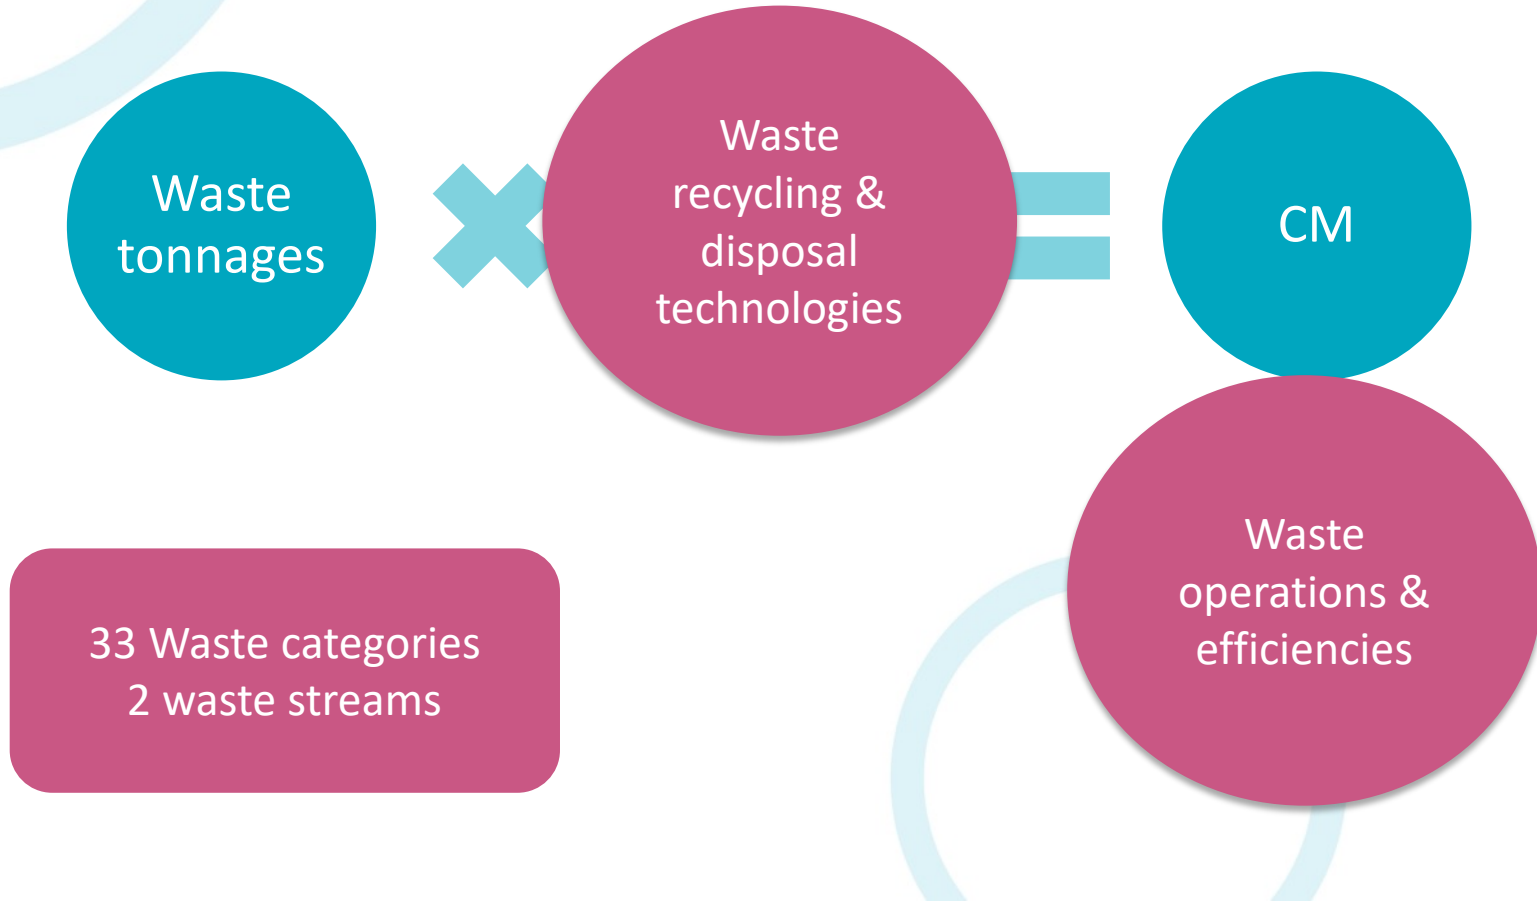 Waste
tonnages
Waste
recycling &
disposal
technologies
CM
33 Waste categories
2 waste streams
Waste
operations &
efficiencies